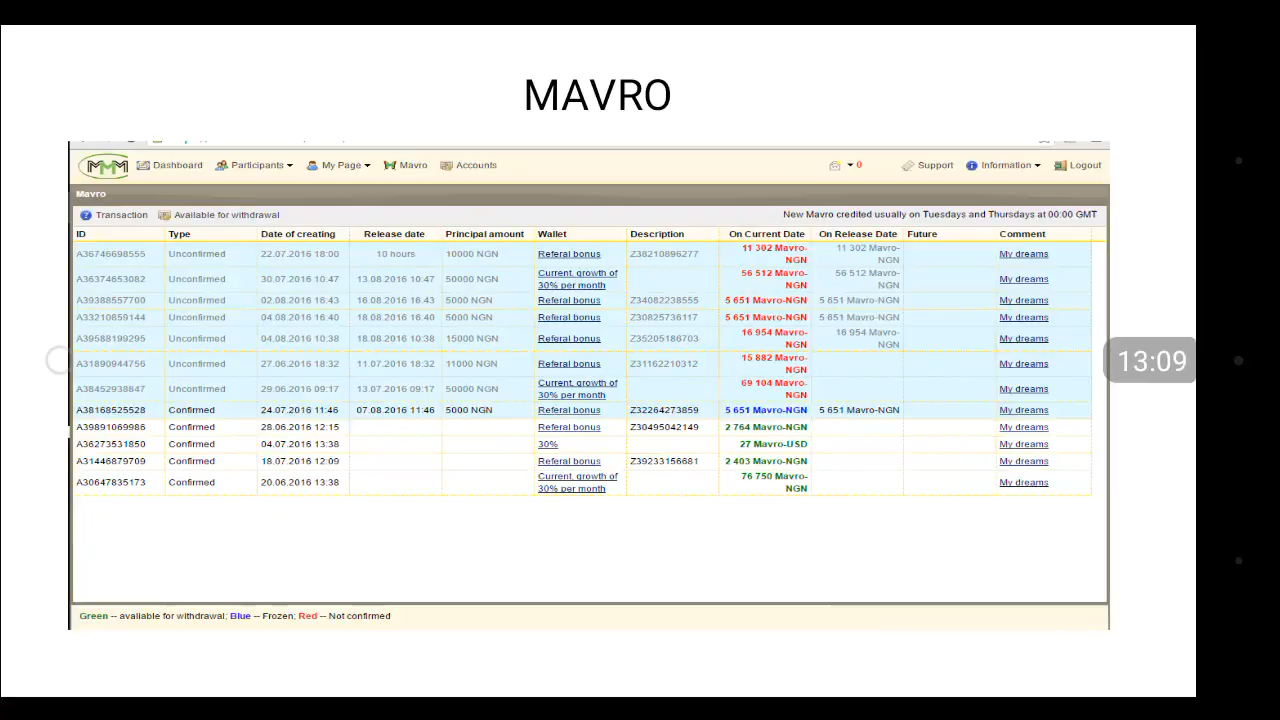 MAVRO
MMM Dashboard Participants My Page Mavro Accounts 0 Support Information Logout
Mavro
Transaction Available for withdrawal New Mavro credited usually on Tuesdays and Thursdays at 00:00 GMT
ID Type Date of creating Release date Principal amount Wallet Description On Current Date On Release Date Future Comment
A36746698555 Unconfirmed 22.07.2016 18:00 10 hours 10000 NGN Referal bonus Z38210896277 11 302 Mavro-NGN 11 302 Mavro-NGN My dreams
A36374653082 Unconfirmed 30.07.2016 10:47 13.08.2016 10:47 50000 NGN Current, growth of 30% per month 56 512 Mavro-NGN 56 512 Mavro-NGN My dreams
A39388557700 Unconfirmed 02.08.2016 16:43 16.08.2016 16:43 5000 NGN Referal bonus Z34082238555 5 651 Mavro-NGN 5 651 Mavro-NGN My dreams
A33210859144 Unconfirmed 04.08.2016 16:40 18.08.2016 16:40 5000 NGN Referal bonus Z30825736117 5 651 Mavro-NGN 5 651 Mavro-NGN My dreams
A39588199295 Unconfirmed 04.08.2016 10:38 18.08.2016 10:38 15000 NGN Referal bonus Z35205186703 16 954 Mavro-NGN 16 954 Mavro-NGN My dreams
A31890944756 Unconfirmed 27.06.2016 18:32 11.07.2016 18:32 11000 NGN Referal bonus Z31162210312 15 882 Mavro-NGN My dreams
A38452938847 Unconfirmed 29.06.2016 09:17 13.07.2016 09:17 50000 NGN Current, growth of 30% per month 69 104 Mavro-NGN My dreams
A38168525528 Confirmed 24.07.2016 11:46 07.08.2016 11:46 5000 NGN Referal bonus Z32264273859 5 651 Mavro-NGN 5 651 Mavro-NGN My dreams
A39891069986 Confirmed 28.06.2016 12:15 Referal bonus Z30495042149 2 764 Mavro-NGN My dreams
A36273531850 Confirmed 04.07.2016 13:38 30% 27 Mavro-USD My dreams
A31446879709 Confirmed 18.07.2016 12:09 Referal bonus Z39233156681 2 403 Mavro-NGN My dreams
A30647835173 Confirmed 20.06.2016 13:38 Current, growth of 30% per month 76 750 Mavro-NGN My dreams
Green -- available for withdrawal; Blue -- Frozen; Red -- Not confirmed
13:09